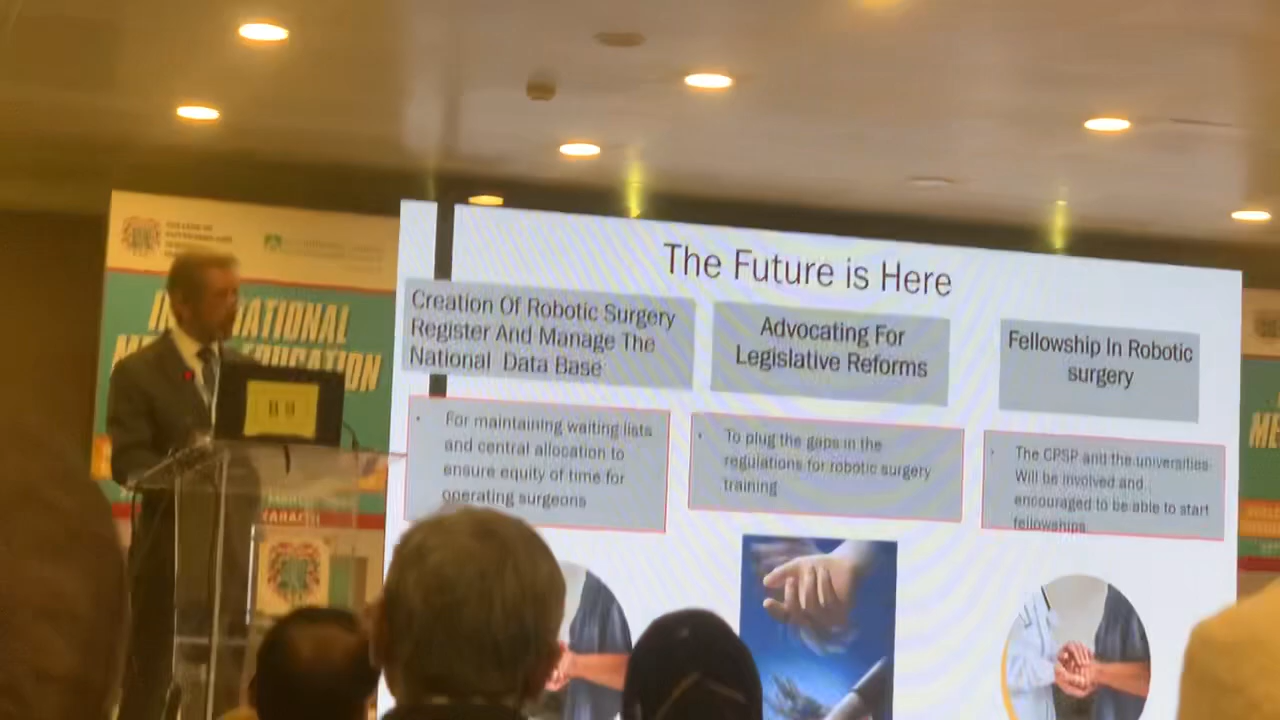 The Future is Here
Creation Of Robotic Surgery
Register And Manage The
National Data Base
Advocating For
Legislative Reforms
Fellowship In Robotic
surgery
• For maintaining waiting lists
and central allocation to
ensure equity of time for
operating surgeons
• To plug the gaps in the
regulations for robotic surgery
training
• The CPSP and the universities
Will be involved and
encouraged to be able to start
fellowships
KARACHI
ME